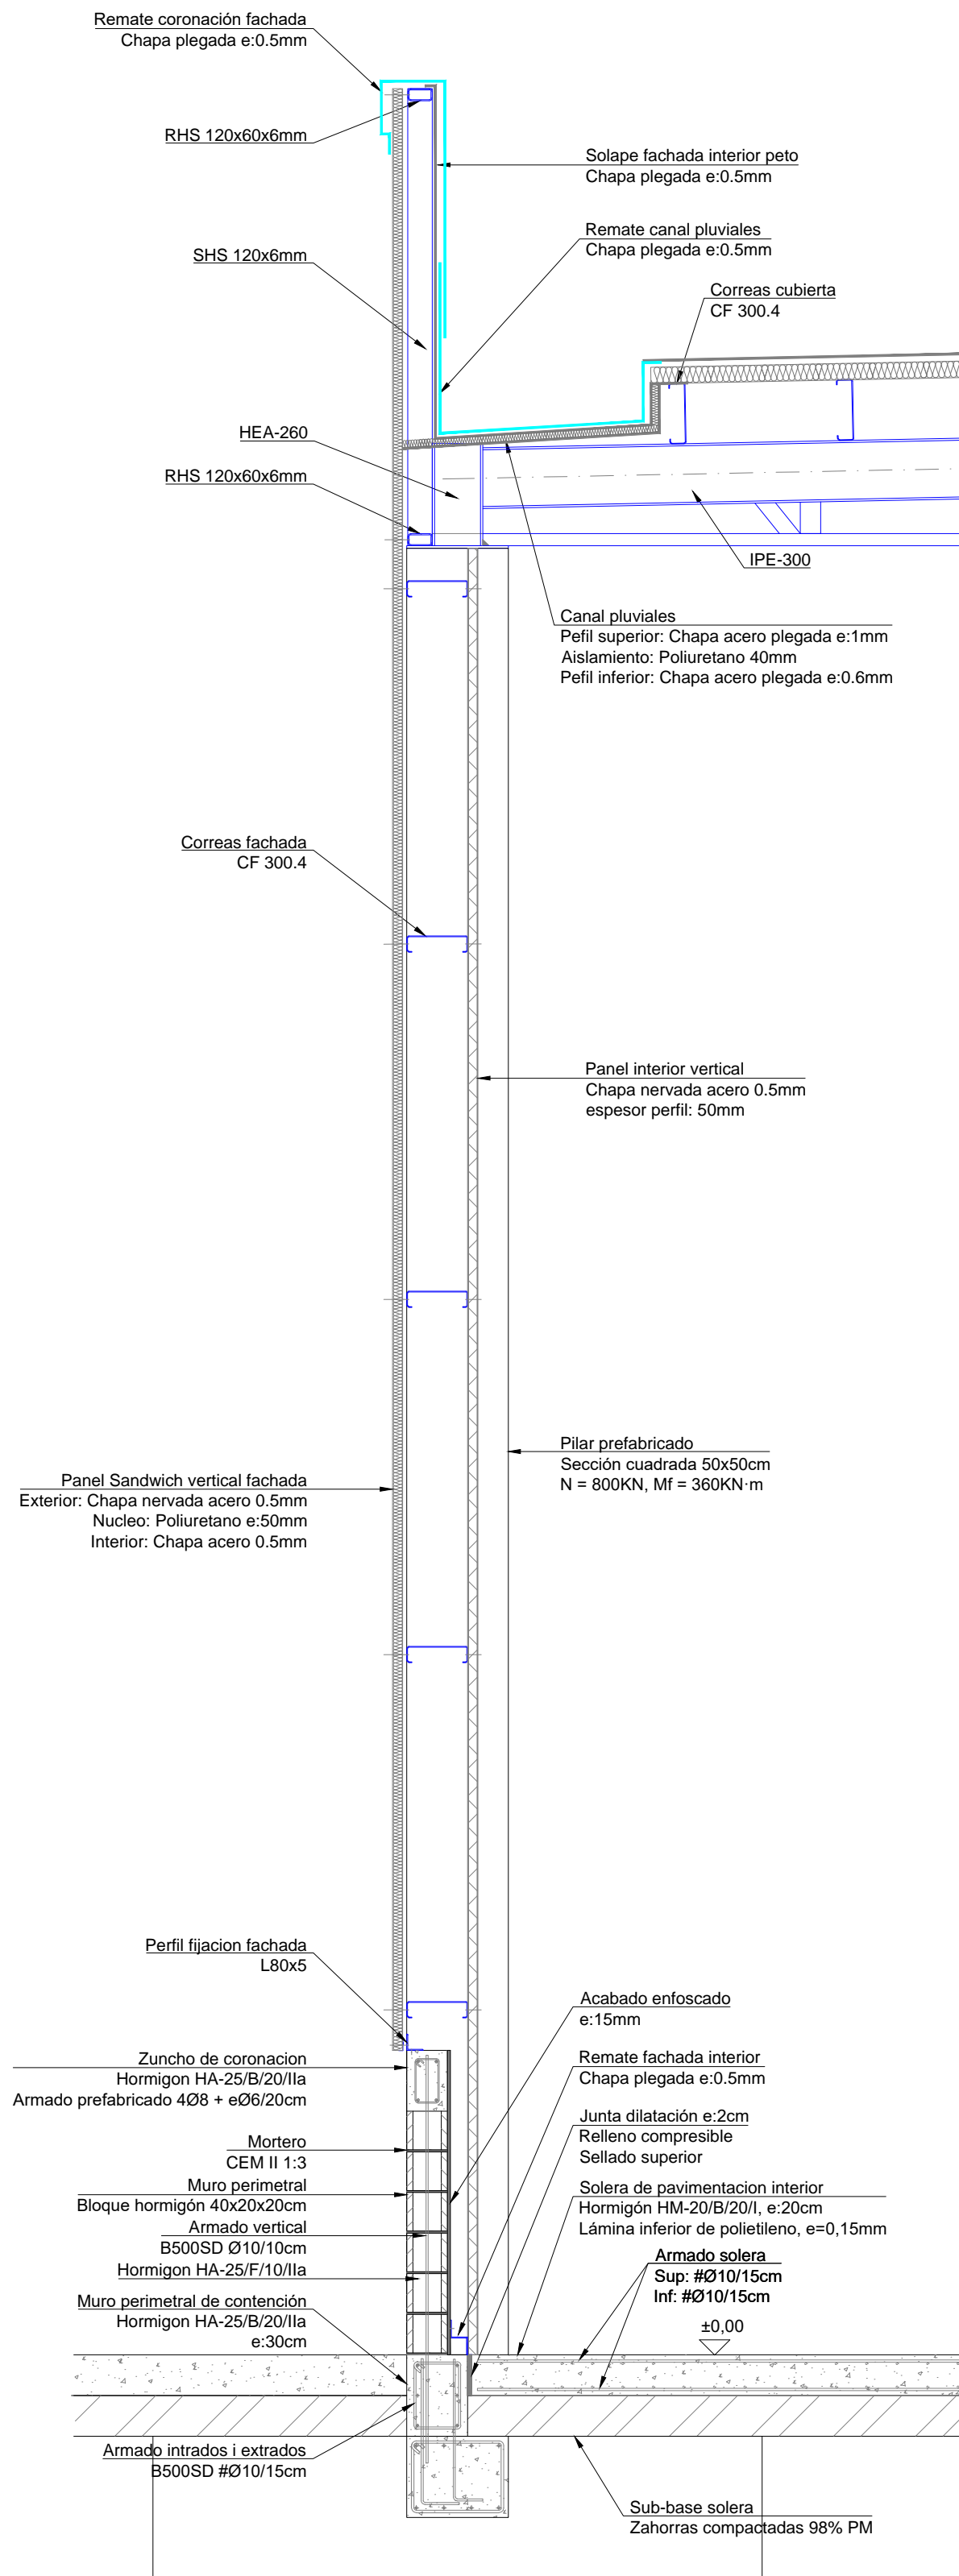 Remate coronación fachada
Chapa plegada e:0.5mm
RHS 120x60x6mm
Solape fachada interior peto
Chapa plegada e:0.5mm
Remate canal pluviales
Chapa plegada e:0.5mm
SHS 120x6mm
Correas cubierta
CF 300.4
HEA-260
RHS 120x60x6mm
IPE-300
Canal pluviales
Pefil superior: Chapa acero plegada e:1mm
Aislamiento: Poliuretano 40mm
Pefil inferior: Chapa acero plegada e:0.6mm
Correas fachada
CF 300.4
Panel interior vertical
Chapa nervada acero 0.5mm
espesor perfil: 50mm
Pilar prefabricado
Sección cuadrada 50x50cm
N = 800KN, Mf = 360KN·m
Panel Sandwich vertical fachada
Exterior: Chapa nervada acero 0.5mm
Nucleo: Poliuretano e:50mm
Interior: Chapa acero 0.5mm
Perfil fijacion fachada
L80x5
Acabado enfoscado
e:15mm
Zuncho de coronacion
Hormigon HA-25/B/20/IIa
Armado prefabricado 4Ø8 + eØ6/20cm
Remate fachada interior
Chapa plegada e:0.5mm
Junta dilatación e:2cm
Relleno compresible
Sellado superior
Mortero
CEM II 1:3
Muro perimetral
Bloque hormigón 40x20x20cm
Solera de pavimentacion interior
Hormigón HM-20/B/20/I, e:20cm
Lámina inferior de polietileno, e=0,15mm
Armado vertical
B500SD Ø10/10cm
Hormigon HA-25/F/10/IIa
Armado solera
Sup: #Ø10/15cm
Inf: #Ø10/15cm
Muro perimetral de contención
Hormigon HA-25/B/20/IIa
e:30cm
±0,00
Armado intrados i extrados
B500SD #Ø10/15cm
Sub-base solera
Zahorras compactadas 98% PM